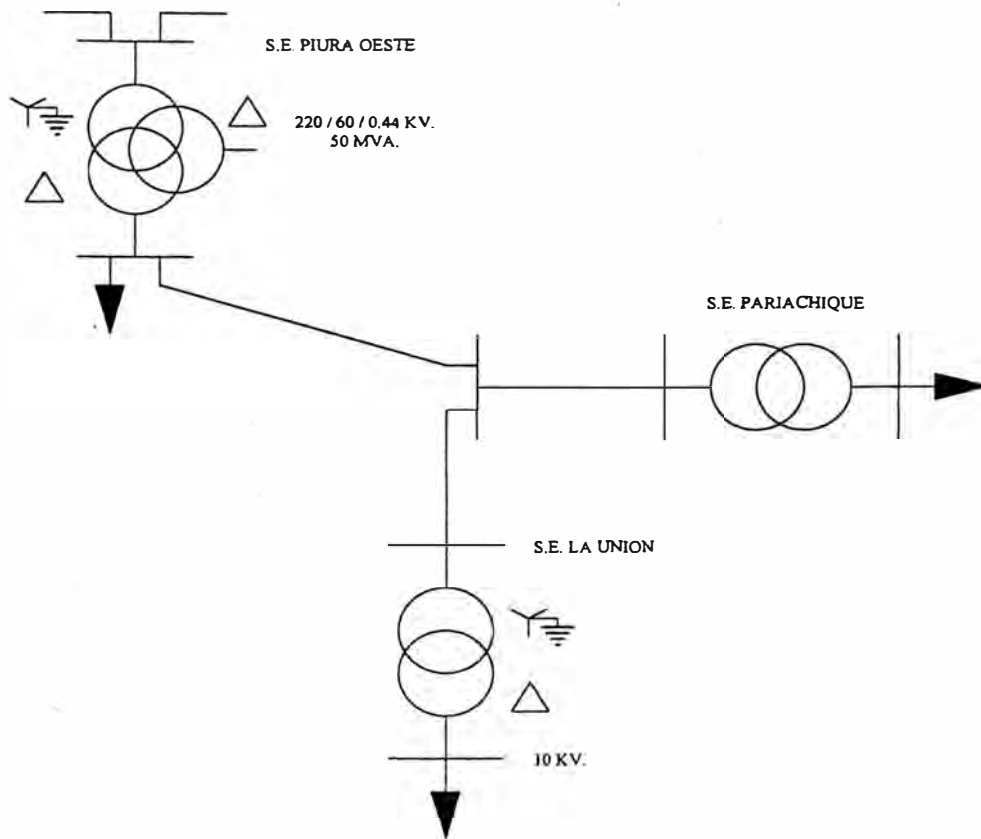 S.E. PIURA OESTE
220 / 60 / 0.44 KV.
50 MVA.
S.E. PARIACHIQUE
S.E. LA UNION
10 KV.